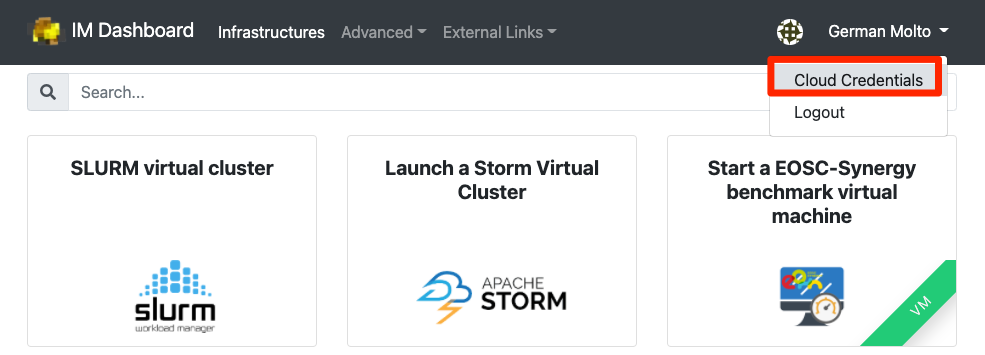 IM Dashboard Infrastructures Advanced External Links German Molto
Cloud Credentials
Logout
Search...
SLURM virtual cluster
Launch a Storm Virtual
Cluster
Start a EOSC-Synergy
benchmark virtual
machine
slurm
workload manager
APACHE
STORM
VM